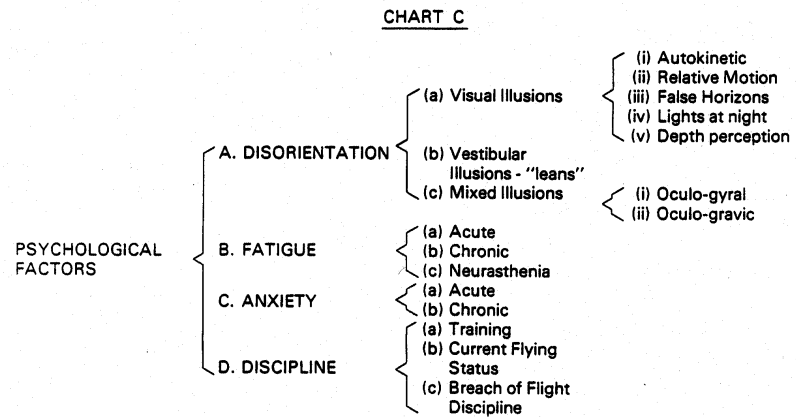 CHART C
PSYCHOLOGICAL
FACTORS
A. DISORIENTATION
(a) Visual Illusions
(i) Autokinetic
(ii) Relative Motion
(iii) False Horizons
(iv) Lights at night
(v) Depth perception
(b) Vestibular
Illusions - "leans"
(c) Mixed Illusions
(i) Oculo-gyral
(ii) Oculo-gravic
B. FATIGUE
(a) Acute
(b) Chronic
(c) Neurasthenia
C. ANXIETY
(a) Acute
(b) Chronic
D. DISCIPLINE
(a) Training
(b) Current Flying
Status
(c) Breach of Flight
Discipline